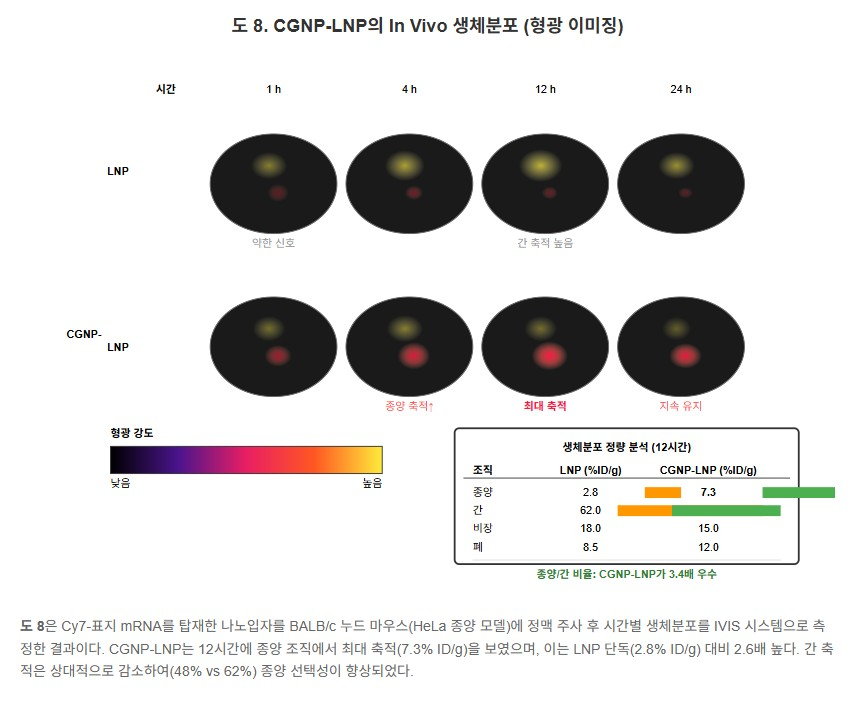 도 8. CGNP-LNP의 In Vivo 생체분포 (형광 이미징)
시간 1 h 4 h 12 h 24 h
LNP
약한 신호 간 축적 높음
CGNP-
LNP
종양 축적↑ 최대 축적 지속 유지
형광 강도
낮음 높음
생체분포 정량 분석 (12시간)
조직 LNP (%ID/g) CGNP-LNP (%ID/g)
종양 2.8 7.3
간 62.0
비장 18.0 15.0
폐 8.5 12.0
종양/간 비율: CGNP-LNP가 3.4배 우수
도 8은 Cy7-표지 mRNA를 탑재한 나노입자를 BALB/c 누드 마우스(HeLa 종양 모델)에 정맥 주사 후 시간별 생체분포를 IVIS 시스템으로 측
정한 결과이다. CGNP-LNP는 12시간에 종양 조직에서 최대 축적(7.3% ID/g)을 보였으며, 이는 LNP 단독(2.8% ID/g) 대비 2.6배 높다. 간 축
적은 상대적으로 감소하여(48% vs 62%) 종양 선택성이 향상되었다.